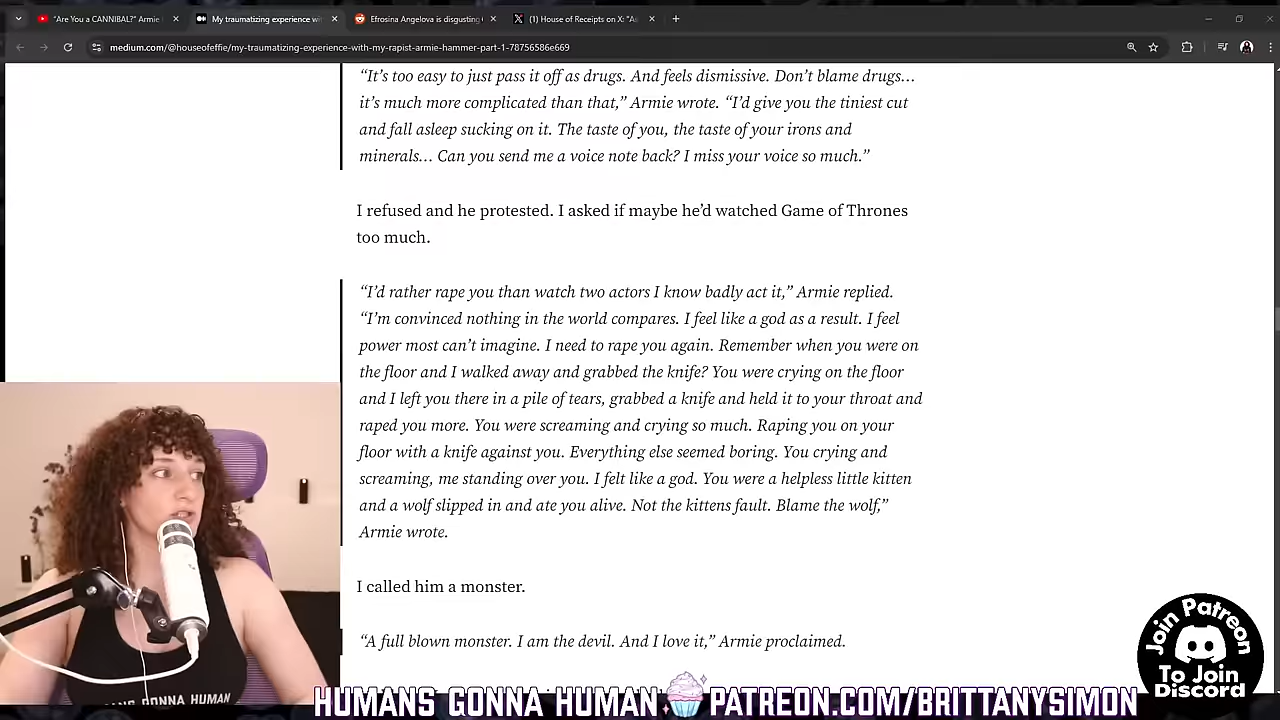 "Are You a CANNIBAL?" Armie
My traumatizing experience wi
Efrosina Angelova is disgusting
(1) House of Receipts on X: "As
medium.com/@houseofeffie/my-traumatizing-experience-with-my-rapist-armie-hammer-part-1-78756586e669
“It’s too easy to just pass it off as drugs. And feels dismissive. Don’t blame drugs…
it’s much more complicated than that,” Armie wrote. “I’d give you the tiniest cut
and fall asleep sucking on it. The taste of you, the taste of your irons and
minerals… Can you send me a voice note back? I miss your voice so much.”
I refused and he protested. I asked if maybe he’d watched Game of Thrones
too much.
“I’d rather rape you than watch two actors I know badly act it,” Armie replied.
“I’m convinced nothing in the world compares. I feel like a god as a result. I feel
power most can’t imagine. I need to rape you again. Remember when you were on
the floor and I walked away and grabbed the knife? You were crying on the floor
and I left you there in a pile of tears, grabbed a knife and held it to your throat and
raped you more. You were screaming and crying so much. Raping you on your
floor with a knife against you. Everything else seemed boring. You crying and
screaming, me standing over you. I felt like a god. You were a helpless little kitten
and a wolf slipped in and ate you alive. Not the kittens fault. Blame the wolf,”
Armie wrote.
I called him a monster.
“A full blown monster. I am the devil. And I love it,” Armie proclaimed.
Join Patreon
To Join
Discord
HUMANS GONNA HUMAN
HUMANS GONNA HUMAN PATREON.COM/BRITTANYSIMON